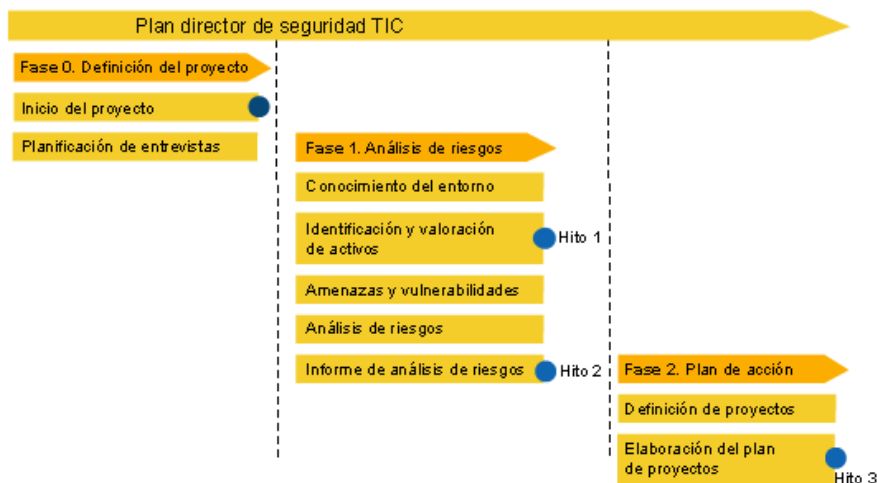 Plan director de seguridad TIC
Fase 0. Definición del proyecto
Inicio del proyecto
Planificación de entrevistas
Fase 1. Análisis de riesgos
Conocimiento del entorno
Identificación y valoración
de activos
Hito 1
Amenazas y vulnerabilidades
Análisis de riesgos
Informe de análisis de riesgos
Hito 2
Fase 2. Plan de acción
Definición de proyectos
Elaboración del plan
de proyectos
Hito 3